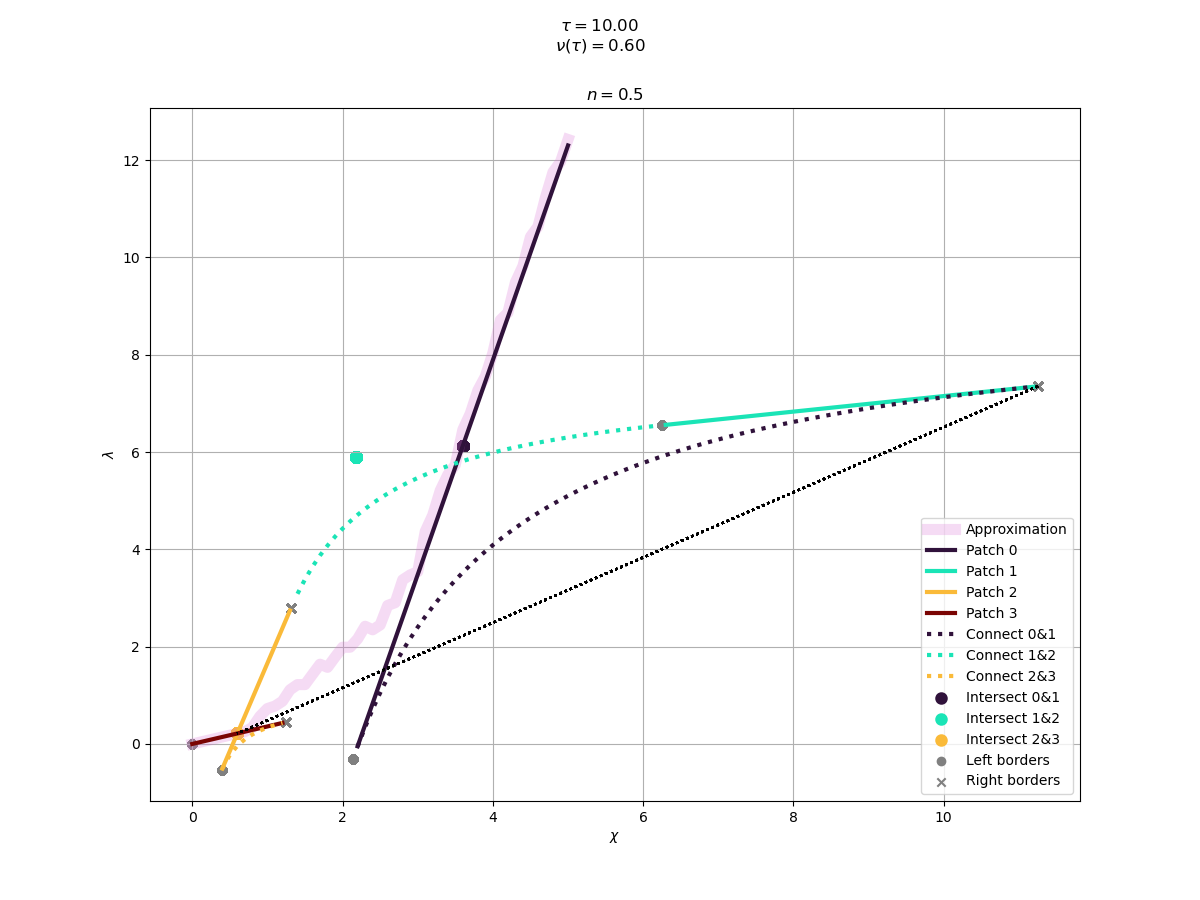 τ = 10.00
ν(τ) = 0.60
n = 0.5
12
10
8
6
4
2
0
λ
0 2 4 6 8 10
χ
Approximation
Patch 0
Patch 1
Patch 2
Patch 3
Connect 0&1
Connect 1&2
Connect 2&3
Intersect 0&1
Intersect 1&2
Intersect 2&3
Left borders
Right borders